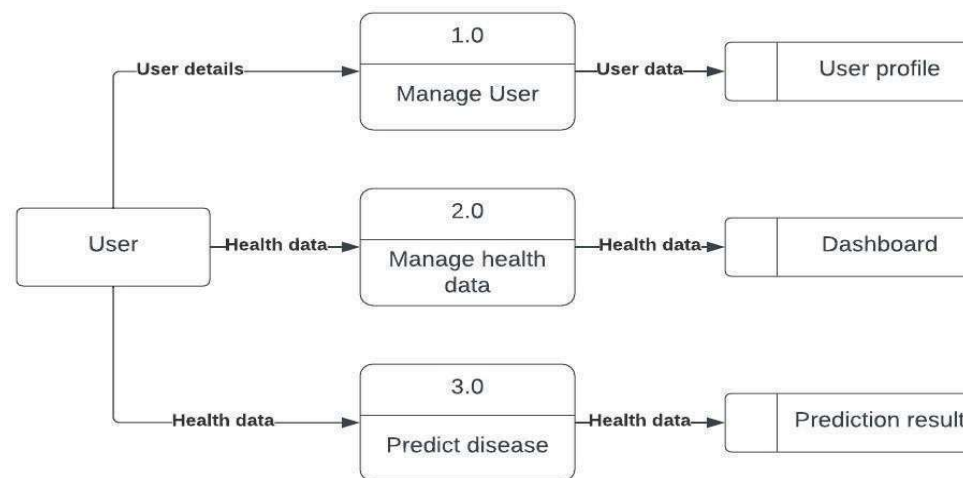 1.0
User details
Manage User
User data
User profile
User
Health data
2.0
Manage health
data
Health data
Dashboard
Health data
3.0
Predict disease
Health data
Prediction result